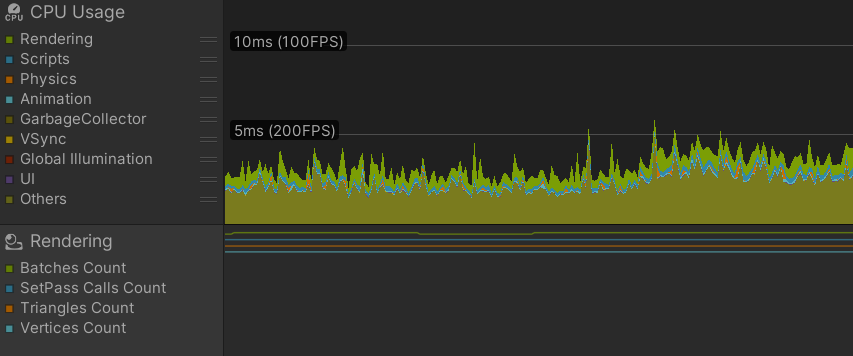 CPU
CPU Usage
Rendering
Scripts
Physics
Animation
GarbageCollector
VSync
Global Illumination
UI
Others
10ms (100FPS)
5ms (200FPS)
Rendering
Batches Count
SetPass Calls Count
Triangles Count
Vertices Count